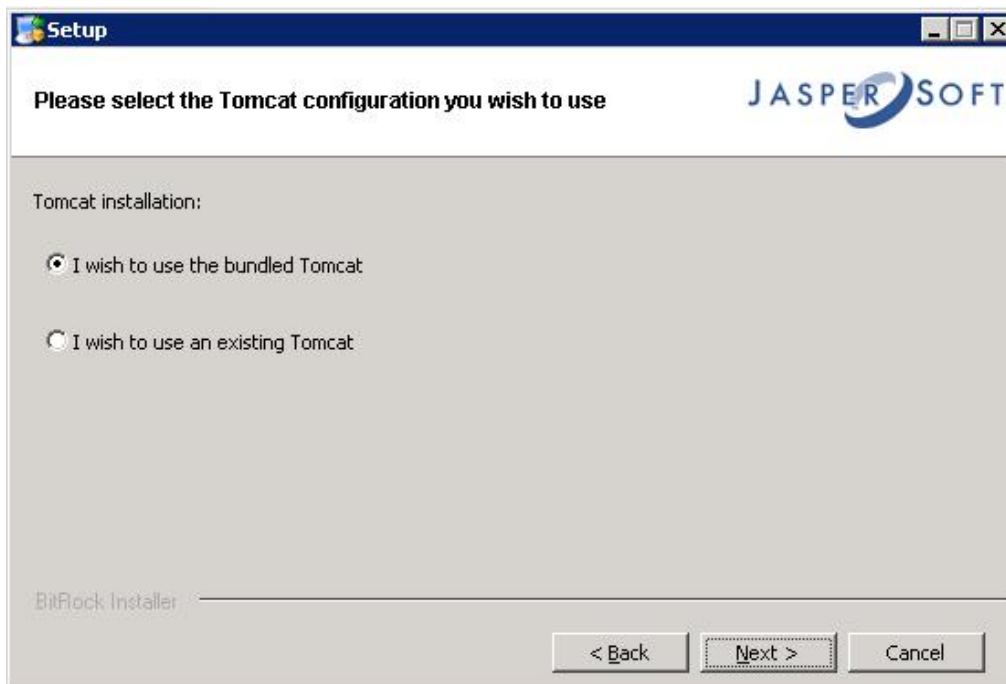 Setup
Please select the Tomcat configuration you wish to use
JASPERSOFT
Tomcat installation:
I wish to use the bundled Tomcat
I wish to use an existing Tomcat
BitRock Installer
< Back
Next >
Cancel